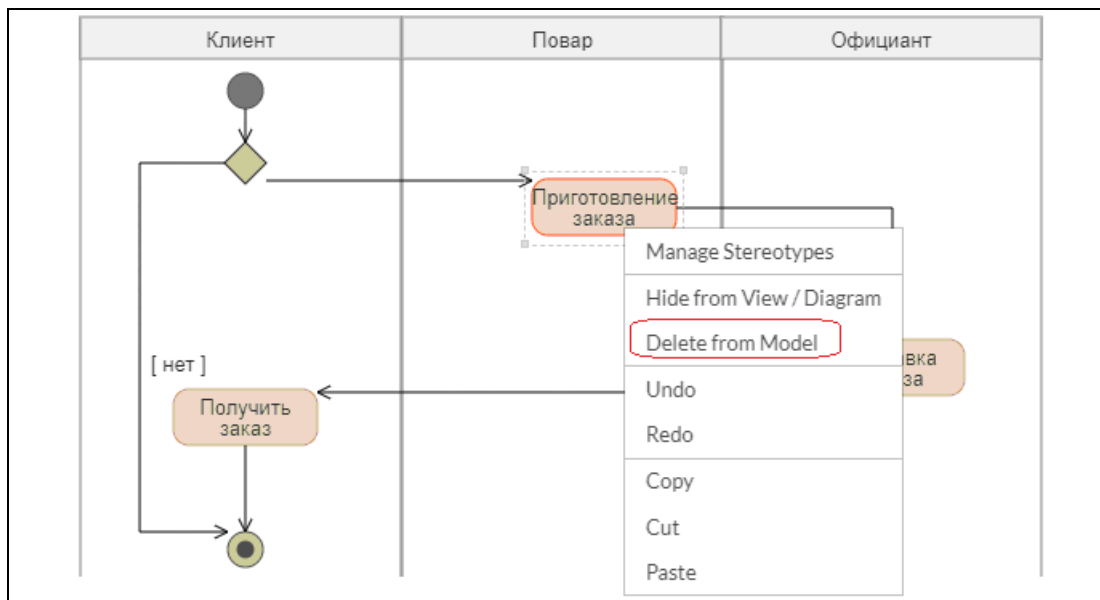 Клиент
Повар
Официант
Приготовление
заказа
Manage Stereotypes
Hide from View / Diagram
Delete from Model
[ нет ]
Получить
заказ
вка
за
Undo
Redo
Copy
Cut
Paste